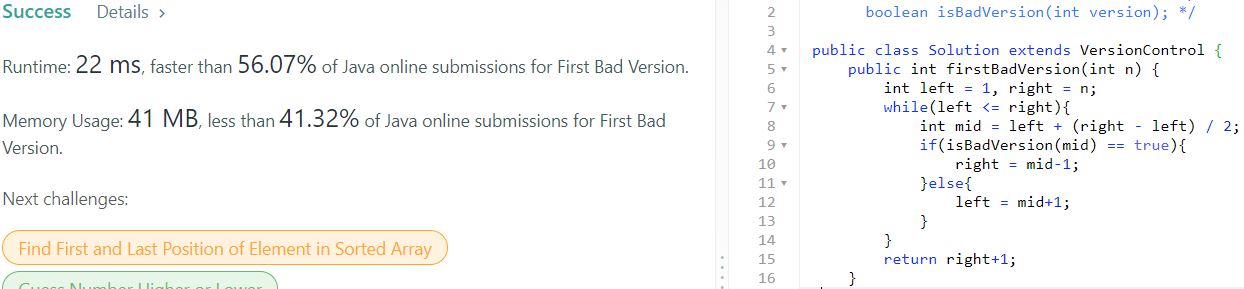 Success Details >
Runtime: 22 ms, faster than 56.07% of Java online submissions for First Bad Version.
Memory Usage: 41 MB, less than 41.32% of Java online submissions for First Bad
Version.
Next challenges:
Find First and Last Position of Element in Sorted Array
Guess Number Higher or Lower
2 boolean isBadVersion(int version); */
3
4 public class Solution extends VersionControl {
5 public int firstBadVersion(int n) {
6 int left = 1, right = n;
7 while(left <= right){
8 int mid = left + (right - left) / 2;
9 if(isBadVersion(mid) == true){
10 right = mid-1;
11 }else{
12 left = mid+1;
13 }
14 }
15 return right+1;
16 }